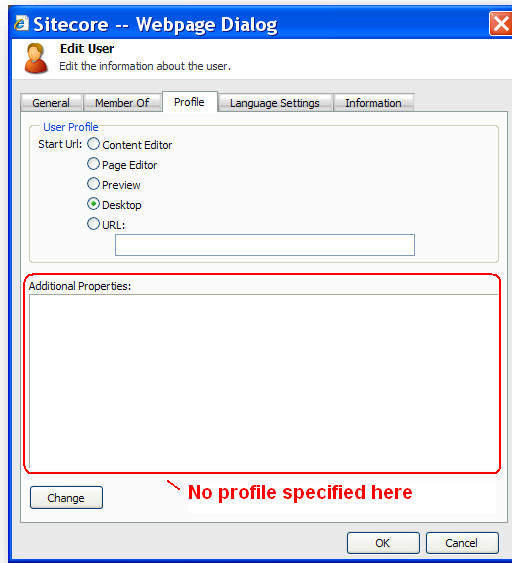 Sitecore -- Webpage Dialog
Edit User
Edit the information about the user.
General Member Of Profile Language Settings Information
User Profile
Start Url: Content Editor
Page Editor
Preview
Desktop
URL:
Additional Properties:
No profile specified here
Change
OK Cancel